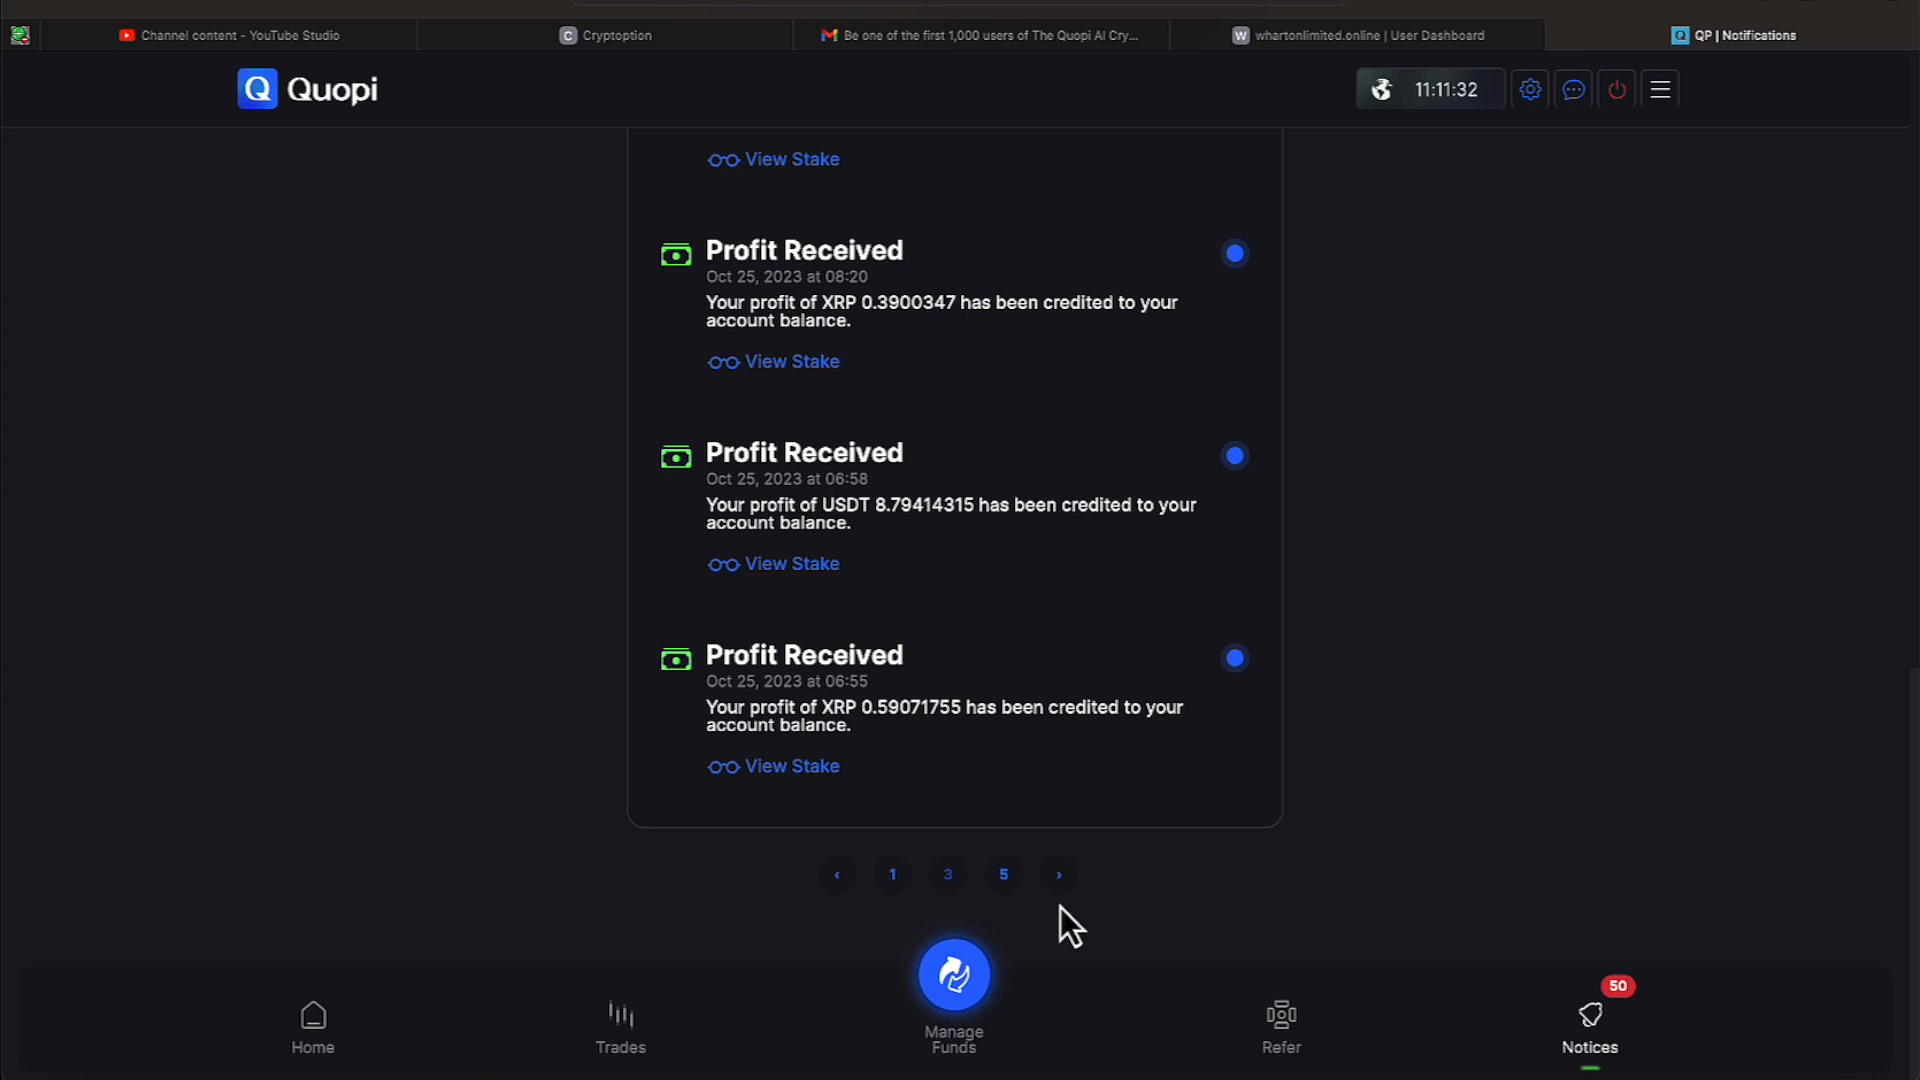 Channel content - YouTube Studio
C Cryptoption
Be one of the first 1,000 users of The Quopi AI Cry...
W whartonlimited.online | User Dashboard
Q QP | Notifications
Q Quopi
11:11:32
View Stake
Profit Received
Oct 25, 2023 at 08:20
Your profit of XRP 0.3900347 has been credited to your
account balance.
View Stake
Profit Received
Oct 25, 2023 at 06:58
Your profit of USDT 8.79414315 has been credited to your
account balance.
View Stake
Profit Received
Oct 25, 2023 at 06:55
Your profit of XRP 0.59071755 has been credited to your
account balance.
View Stake
‹ 1 3 5 ›
Home
Trades
Manage
Funds
Refer
50
Notices